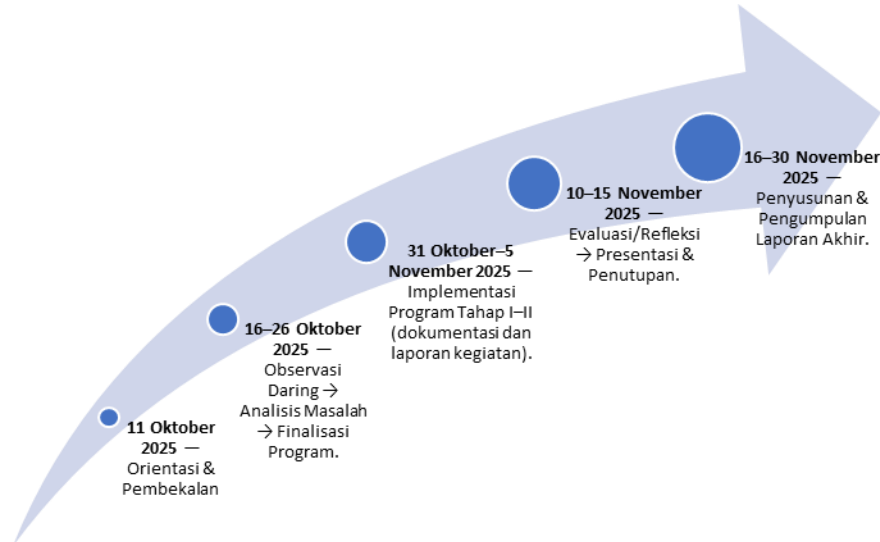 11 Oktober
2025 —
Orientasi &
Pembekalan
16–26 Oktober
2025 —
Observasi
Daring →
Analisis Masalah
→ Finalisasi
Program.
31 Oktober–5
November 2025 —
Implementasi
Program Tahap I–II
(dokumentasi dan
laporan kegiatan).
10–15 November
2025 —
Evaluasi/Refleksi
→ Presentasi &
Penutupan.
16–30 November
2025 —
Penyusunan &
Pengumpulan
Laporan Akhir.